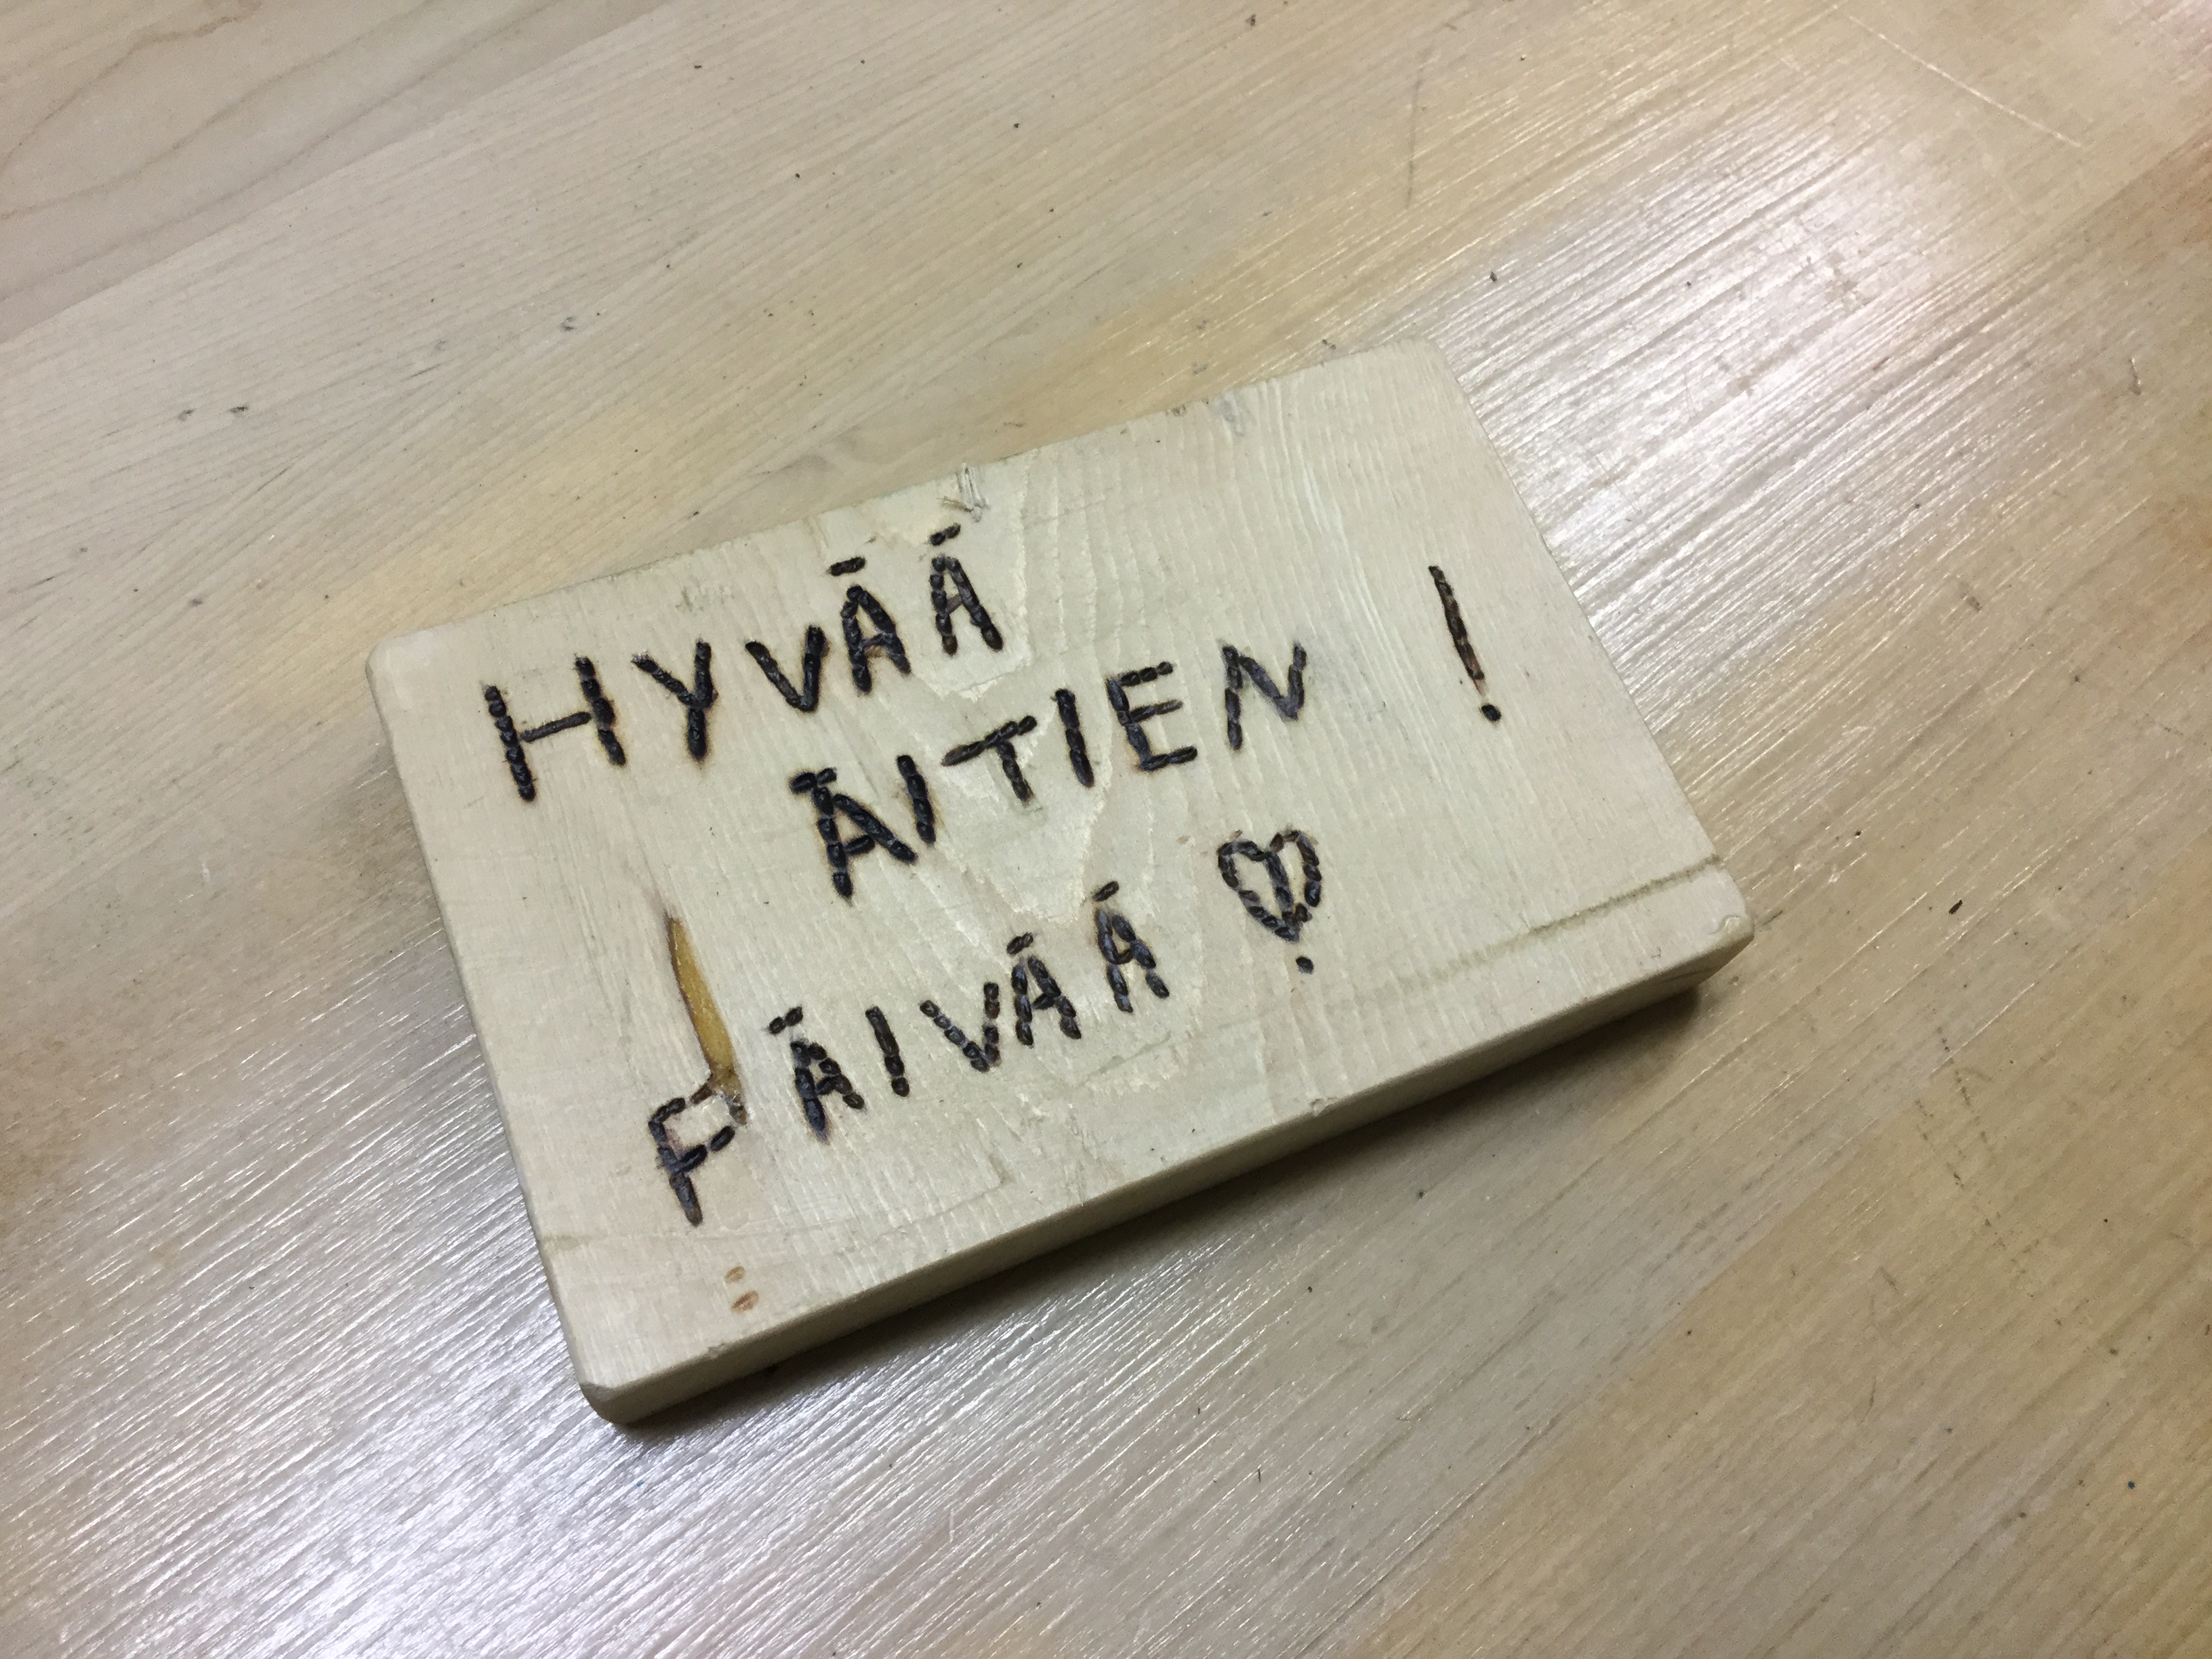 HYVÄÄ
ÄITIEN !
PÄIVÄÄ ♡